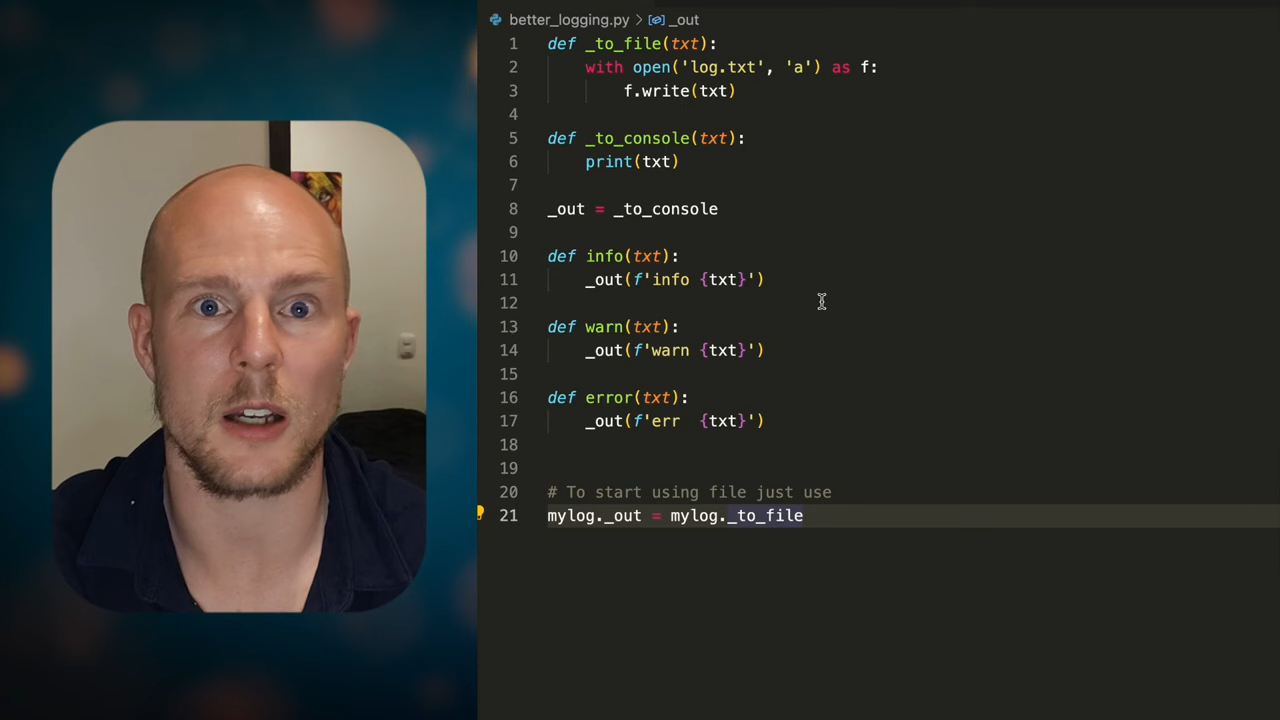 better_logging.py > _out
1 def _to_file(txt):
2 with open('log.txt', 'a') as f:
3 f.write(txt)
4
5 def _to_console(txt):
6 print(txt)
7
8 _out = _to_console
9
10 def info(txt):
11 _out(f'info {txt}')
12
13 def warn(txt):
14 _out(f'warn {txt}')
15
16 def error(txt):
17 _out(f'err  {txt}')
18
19
20 # To start using file just use
21 mylog._out = mylog._to_file